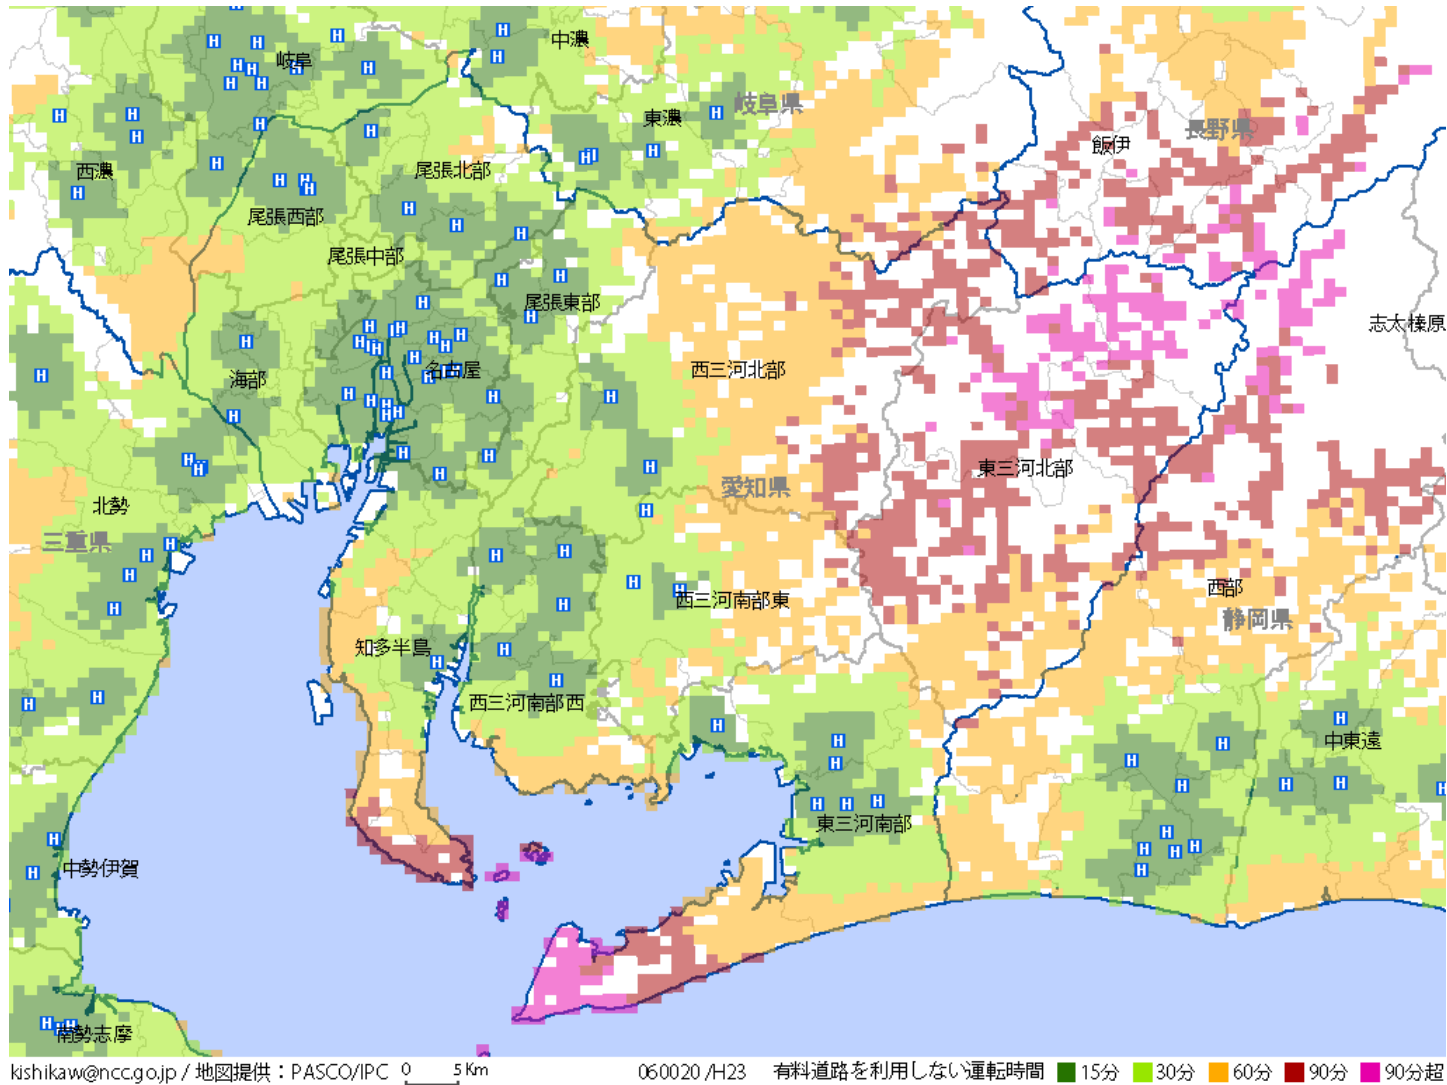 中濃
岐阜
岐阜県
東濃
長野県
飯伊
西濃
尾張北部
尾張西部
尾張中部
尾張東部
志太榛原
名古屋
西三河北部
海部
東三河北部
愛知県
北勢
三重県
西部
西三河南部東
静岡県
知多半島
西三河南部西
中東遠
東三河南部
中勢伊賀
南勢志摩
kishikaw@ncc.go.jp / 地図提供：PASCO/IPC 0 5 Km 060020 /H23 有料道路を利用しない運転時間 15分 30分 60分 90分 90分超